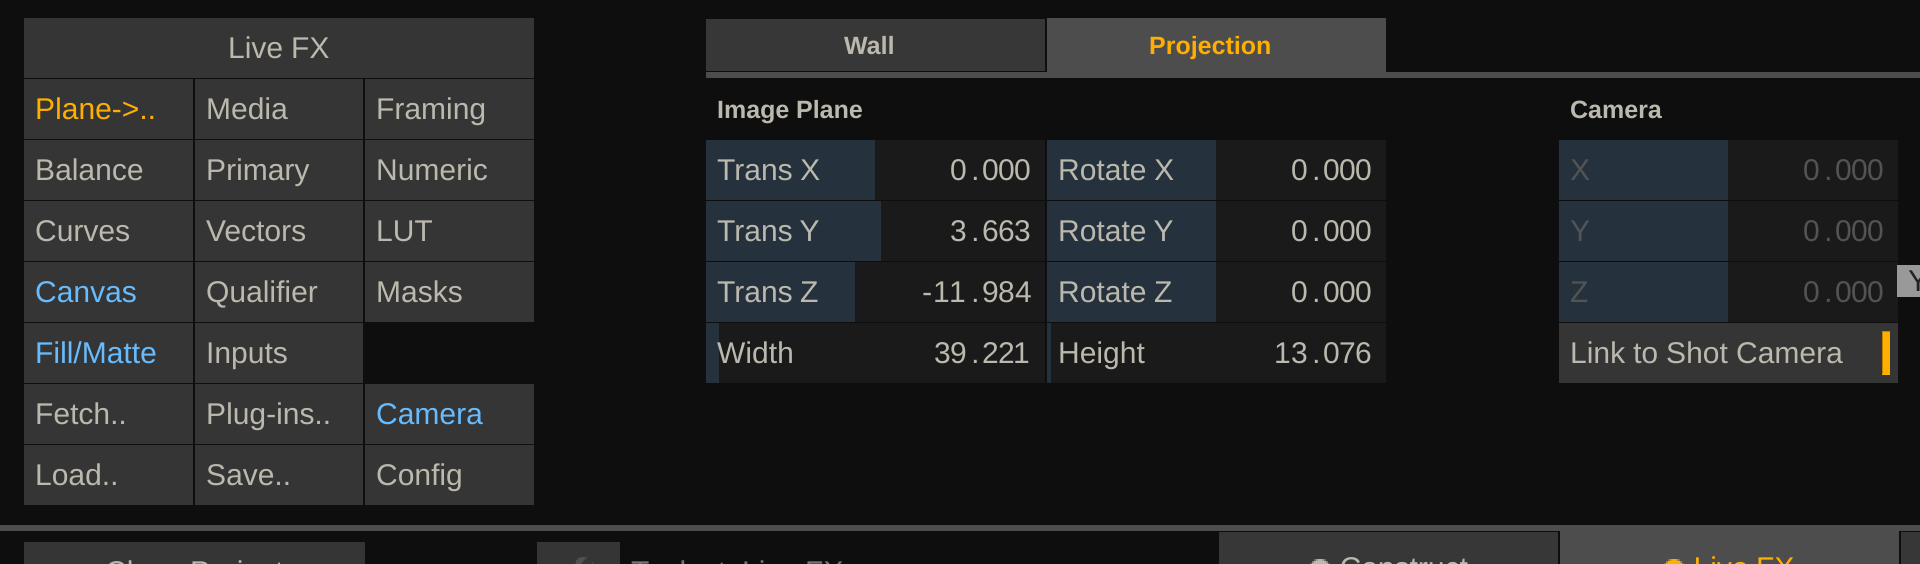 Live FX
Plane->.. Media Framing
Balance Primary Numeric
Curves Vectors LUT
Canvas Qualifier Masks
Fill/Matte Inputs
Fetch.. Plug-ins.. Camera
Load.. Save.. Config
Wall Projection
Image Plane
Trans X 0.000 Rotate X 0.000
Trans Y 3.663 Rotate Y 0.000
Trans Z -11.984 Rotate Z 0.000
Width 39.221 Height 13.076
Camera
X 0.000
Y 0.000
Z 0.000
Link to Shot Camera
Construct Live FX